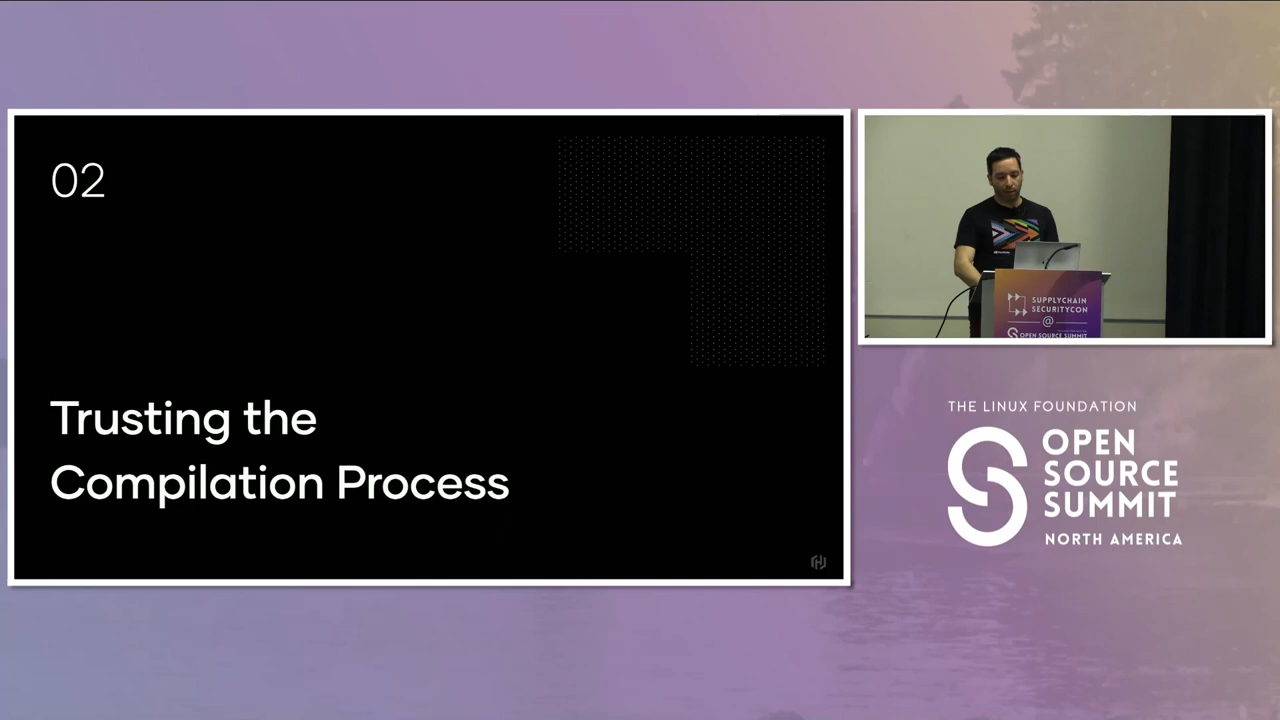 02
Trusting the
Compilation Process
SUPPLYCHAIN
SECURITYCON
@
OPEN SOURCE SUMMIT
THE LINUX FOUNDATION
OPEN
SOURCE
SUMMIT
NORTH AMERICA